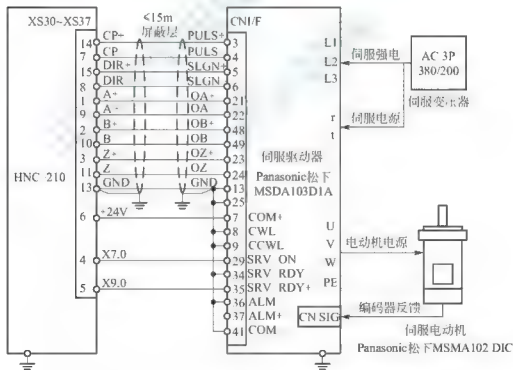 XS30~XS37
≤15m
屏蔽层
CN1/F
14 CP+ PULS+ 3
7 CP PULS 4
15 DIR+ SLGN+ 5
8 DIR SLGN 6
1 A+ OA+ 21
9 A- OA 22
2 B+ OB+ 48
10 B OB 49
3 Z+ OZ+ 23
11 Z OZ 24
13 GND GND 13
25
HNC-210
6 +24V 7 COM+
8 CWL
9 CCWL
4 X7.0 29 SRV ON
34 SRV RDY
5 X9.0 35 SRV RDY+
36 ALM
37 ALM+
41 COM
伺服驱动器
Panasonic松下
MSDA103D1A
L1
L2
L3
r
t
伺服强电
伺服电源
AC 3P
380/200
伺服变压器
U
V
W
PE
电动机电源
CN SIG
编码器反馈
伺服电动机
Panasonic松下MSMA102 DIC